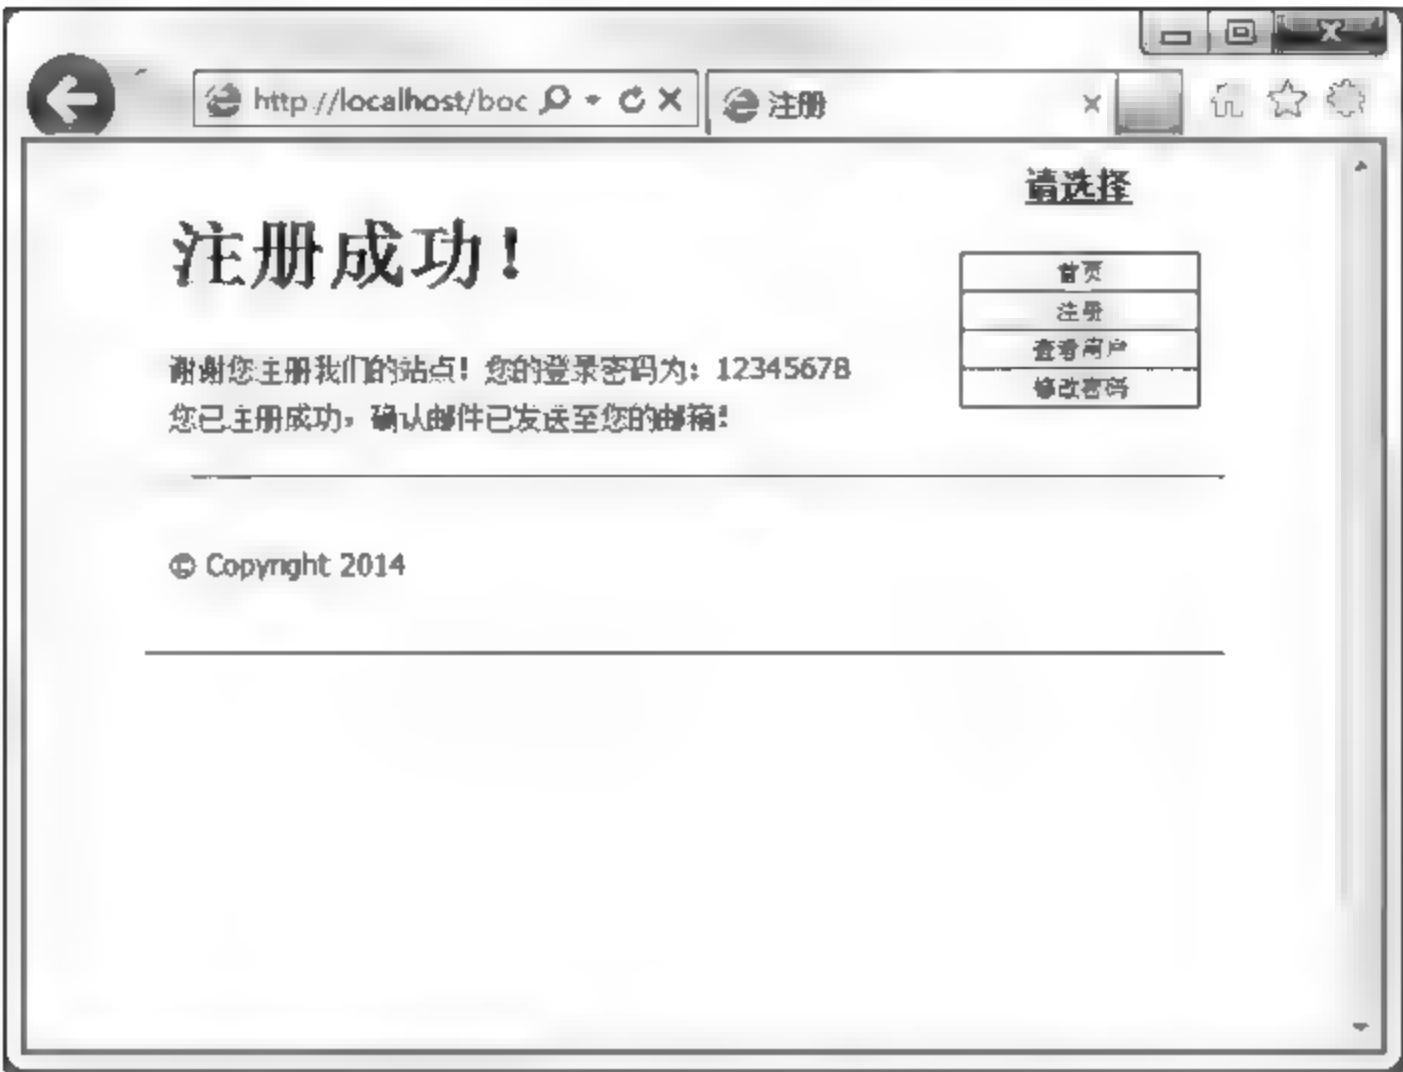 http://localhost/boc
注册
请选择
注册成功！
首页
注册
查看用户
修改密码
谢谢您注册我们的站点！您的登录密码为：12345678
您已注册成功，确认邮件已发送至您的邮箱！
© Copyright 2014